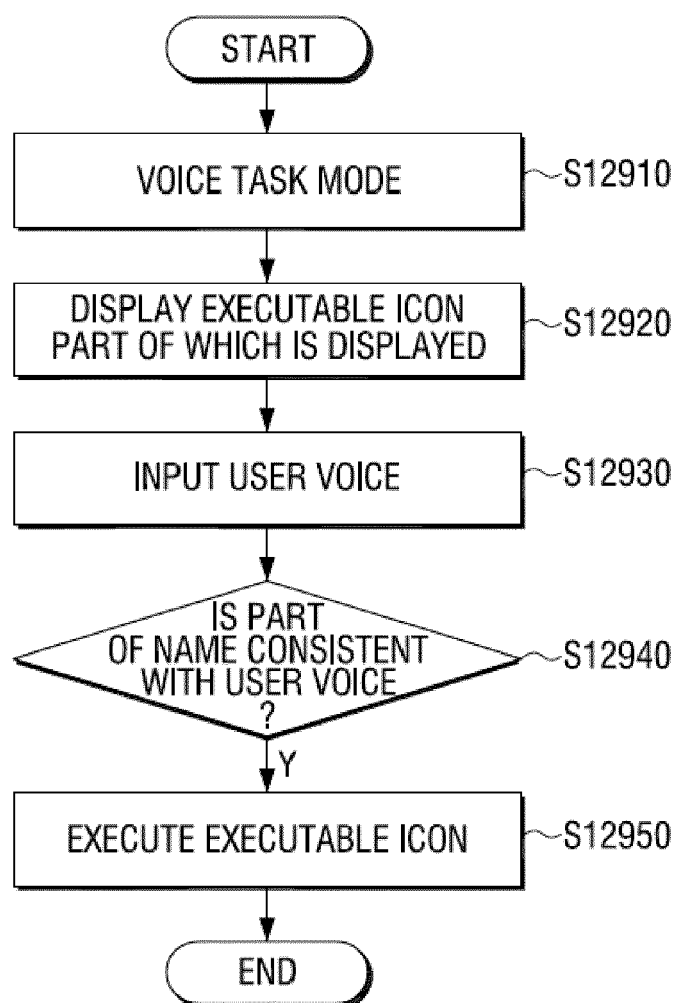 START
VOICE TASK MODE
S12910
DISPLAY EXECUTABLE ICON
PART OF WHICH IS DISPLAYED
S12920
INPUT USER VOICE
S12930
IS PART
OF NAME CONSISTENT
WITH USER VOICE
?
S12940
Y
EXECUTE EXECUTABLE ICON
S12950
END